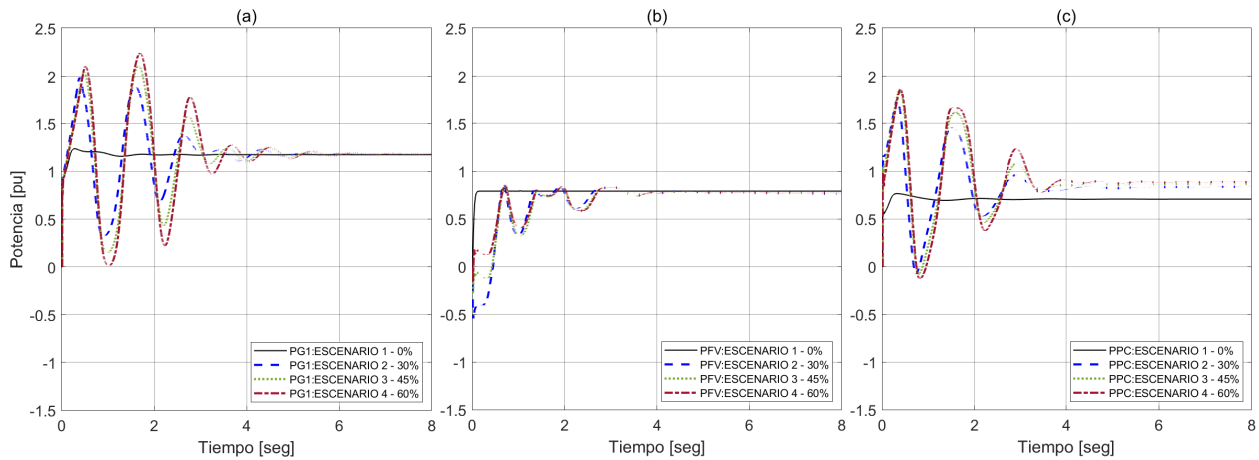 (a)
2.5
2
1.5
1
0.5
0
-0.5
-1
-1.5
Potencia [pu]
PG1:ESCENARIO 1 - 0%
PG1:ESCENARIO 2 - 30%
PG1:ESCENARIO 3 - 45%
PG1:ESCENARIO 4 - 60%
0 2 4 6 8
Tiempo [seg]
(b)
2.5
2
1.5
1
0.5
0
-0.5
-1
-1.5
PFV:ESCENARIO 1 - 0%
PFV:ESCENARIO 2 - 30%
PFV:ESCENARIO 3 - 45%
PFV:ESCENARIO 4 - 60%
0 2 4 6 8
Tiempo [seg]
(c)
2.5
2
1.5
1
0.5
0
-0.5
-1
-1.5
PPC:ESCENARIO 1 - 0%
PPC:ESCENARIO 2 - 30%
PPC:ESCENARIO 3 - 45%
PPC:ESCENARIO 4 - 60%
0 2 4 6 8
Tiempo [seg]